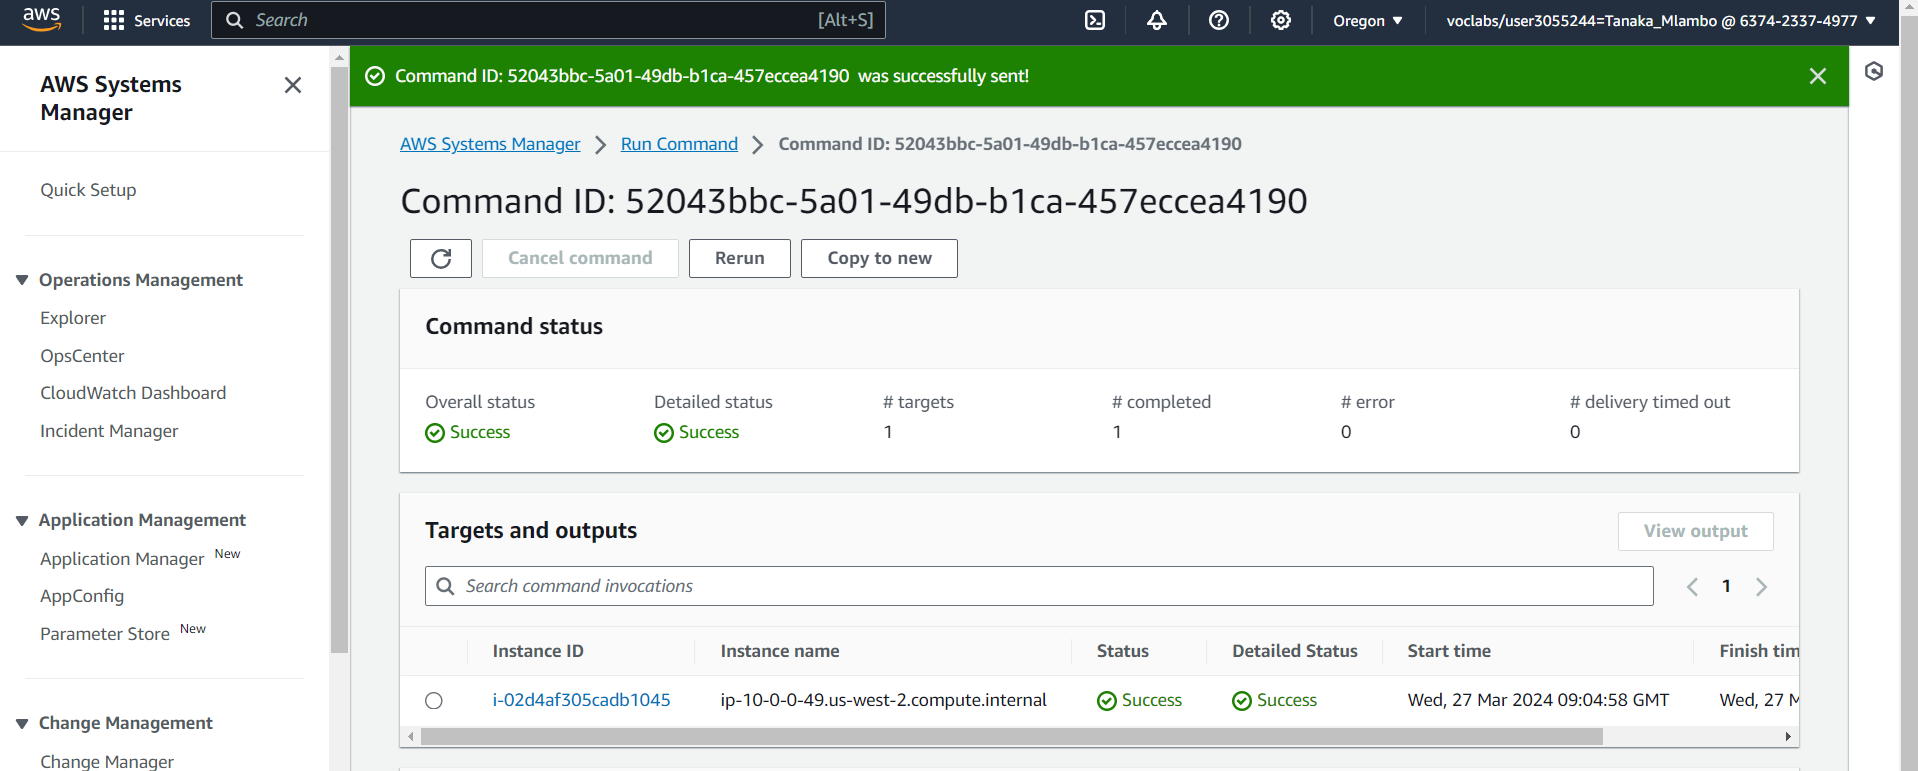 aws
Services
Search
[Alt+S]
Oregon
voclabs/user3055244=Tanaka_Mlambo @ 6374-2337-4977
AWS Systems
Manager
Quick Setup
Operations Management
Explorer
OpsCenter
CloudWatch Dashboard
Incident Manager
Application Management
Application Manager New
AppConfig
Parameter Store New
Change Management
Change Manager
Command ID: 52043bbc-5a01-49db-b1ca-457eccea4190 was successfully sent!
AWS Systems Manager
Run Command
Command ID: 52043bbc-5a01-49db-b1ca-457eccea4190
Command ID: 52043bbc-5a01-49db-b1ca-457eccea4190
Cancel command
Rerun
Copy to new
Command status
Overall status
Success
Detailed status
Success
# targets
1
# completed
1
# error
0
# delivery timed out
0
Targets and outputs
View output
Search command invocations
1
Instance ID
Instance name
Status
Detailed Status
Start time
Finish tim
i-02d4af305cadb1045
ip-10-0-0-49.us-west-2.compute.internal
Success
Success
Wed, 27 Mar 2024 09:04:58 GMT
Wed, 27 M